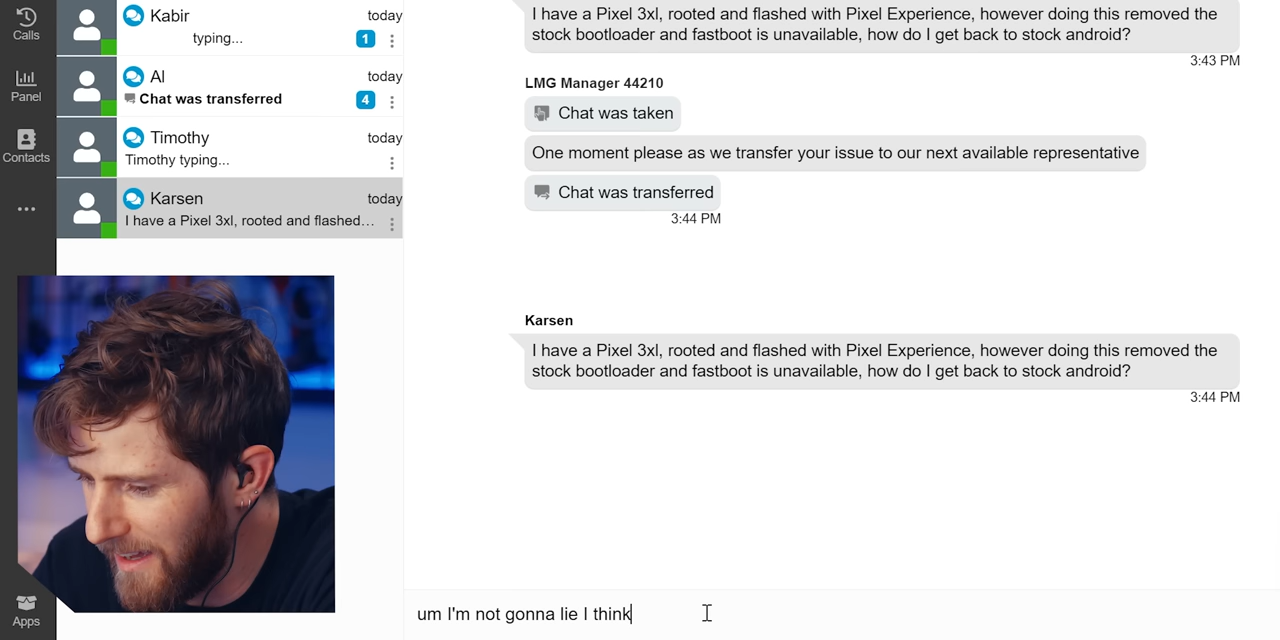 Calls
Panel
Contacts
Apps
Kabir
today
typing...
1
Al
today
Chat was transferred
4
Timothy
today
Timothy typing...
Karsen
today
I have a Pixel 3xl, rooted and flashed…
I have a Pixel 3xl, rooted and flashed with Pixel Experience, however doing this removed the
stock bootloader and fastboot is unavailable, how do I get back to stock android?
3:43 PM
LMG Manager 44210
Chat was taken
One moment please as we transfer your issue to our next available representative
Chat was transferred
3:44 PM
Karsen
I have a Pixel 3xl, rooted and flashed with Pixel Experience, however doing this removed the
stock bootloader and fastboot is unavailable, how do I get back to stock android?
3:44 PM
um I'm not gonna lie I think